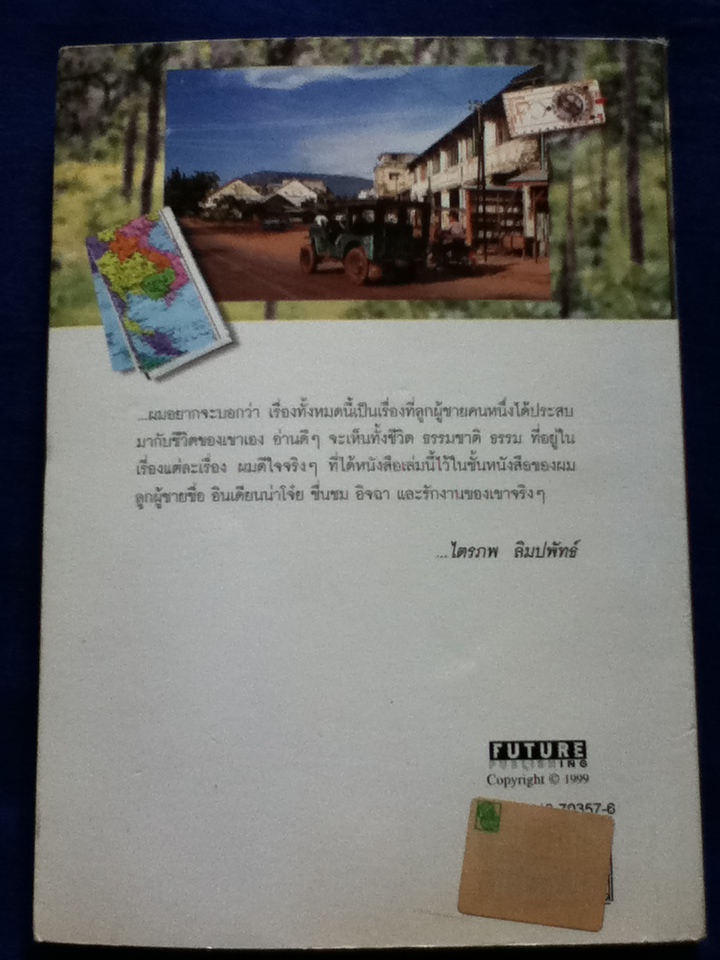 ...ผมอยากจะบอกว่า เรื่องทั้งหมดนี้เป็นเรื่องที่ลูกผู้ชายคนหนึ่งได้ประสบ
มากับชีวิตของเขาเอง อ่านดีๆ จะเห็นทั้งชีวิต ธรรมชาติ ธรรม ที่อยู่ใน
เรื่องแต่ละเรื่อง ผมดีใจจริงๆ ที่ได้หนังสือเล่มนี้ไว้ในชั้นหนังสือของผม
ลูกผู้ชายชื่อ อินเดียนน่าโจ๋ย ชื่นชม อิจฉา และรักงานของเขาจริงๆ
...ไตรภพ ลิมปพัทธ์
FUTURE
PUBLISHING
Copyright © 1999
70357-6